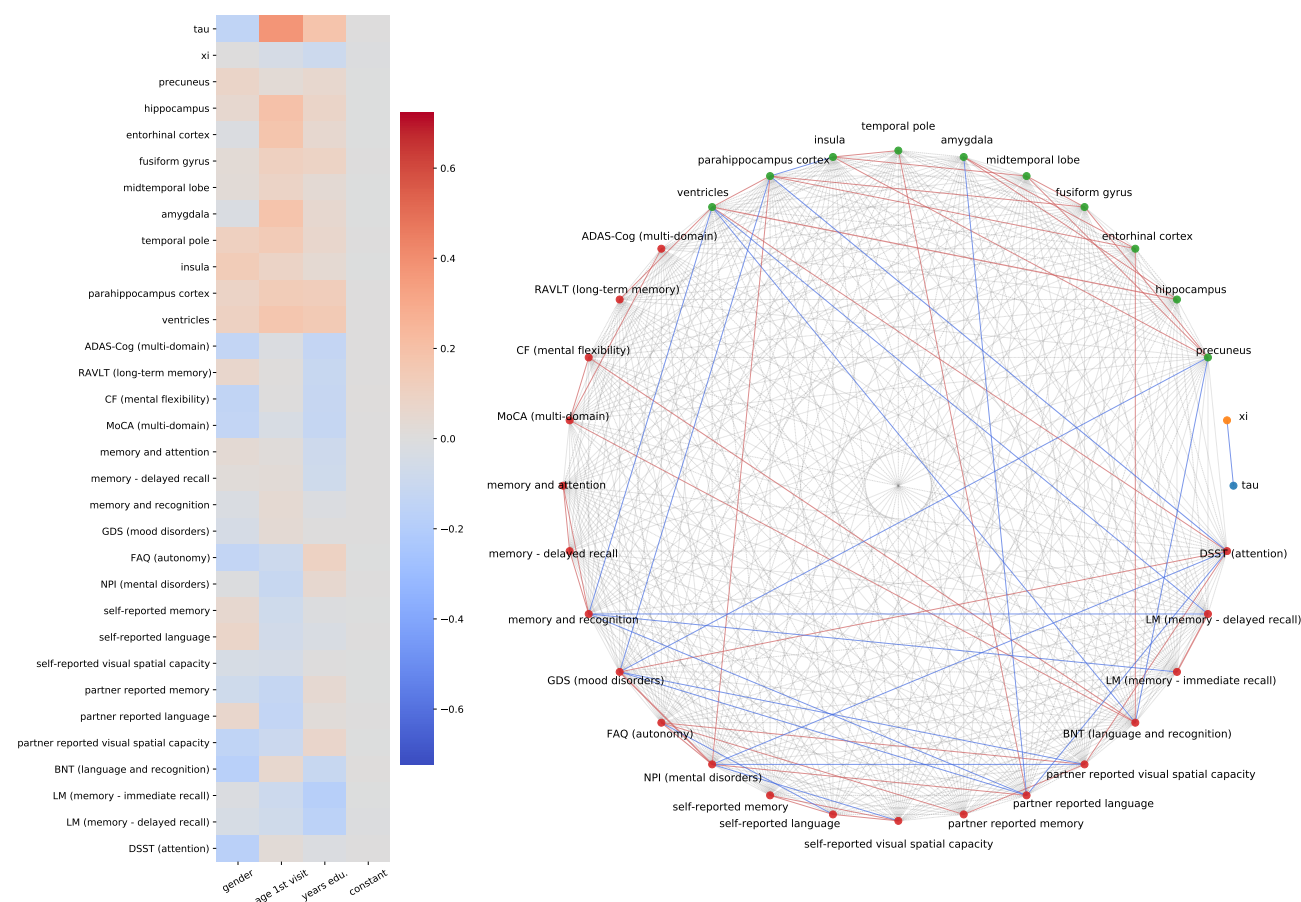 tau
xi
precuneus
hippocampus
entorhinal cortex
fusiform gyrus
midtemporal lobe
amygdala
temporal pole
insula
parahippocampus cortex
ventricles
ADAS-Cog (multi-domain)
RAVLT (long-term memory)
CF (mental flexibility)
MoCA (multi-domain)
memory and attention
memory - delayed recall
memory and recognition
GDS (mood disorders)
FAQ (autonomy)
NPI (mental disorders)
self-reported memory
self-reported language
self-reported visual spatial capacity
partner reported memory
partner reported language
partner reported visual spatial capacity
BNT (language and recognition)
LM (memory - immediate recall)
LM (memory - delayed recall)
DSST (attention)
gender
age 1st visit
years edu.
constant
0.6
0.4
0.2
0.0
−0.2
−0.4
−0.6
temporal pole
insula
amygdala
parahippocampus cortex
midtemporal lobe
ventricles
fusiform gyrus
ADAS-Cog (multi-domain)
entorhinal cortex
RAVLT (long-term memory)
hippocampus
CF (mental flexibility)
precuneus
MoCA (multi-domain)
xi
memory and attention
tau
memory - delayed recall
DSST (attention)
memory and recognition
LM (memory - delayed recall)
GDS (mood disorders)
LM (memory - immediate recall)
FAQ (autonomy)
BNT (language and recognition)
NPI (mental disorders)
partner reported visual spatial capacity
self-reported memory
partner reported language
self-reported language
partner reported memory
self-reported visual spatial capacity